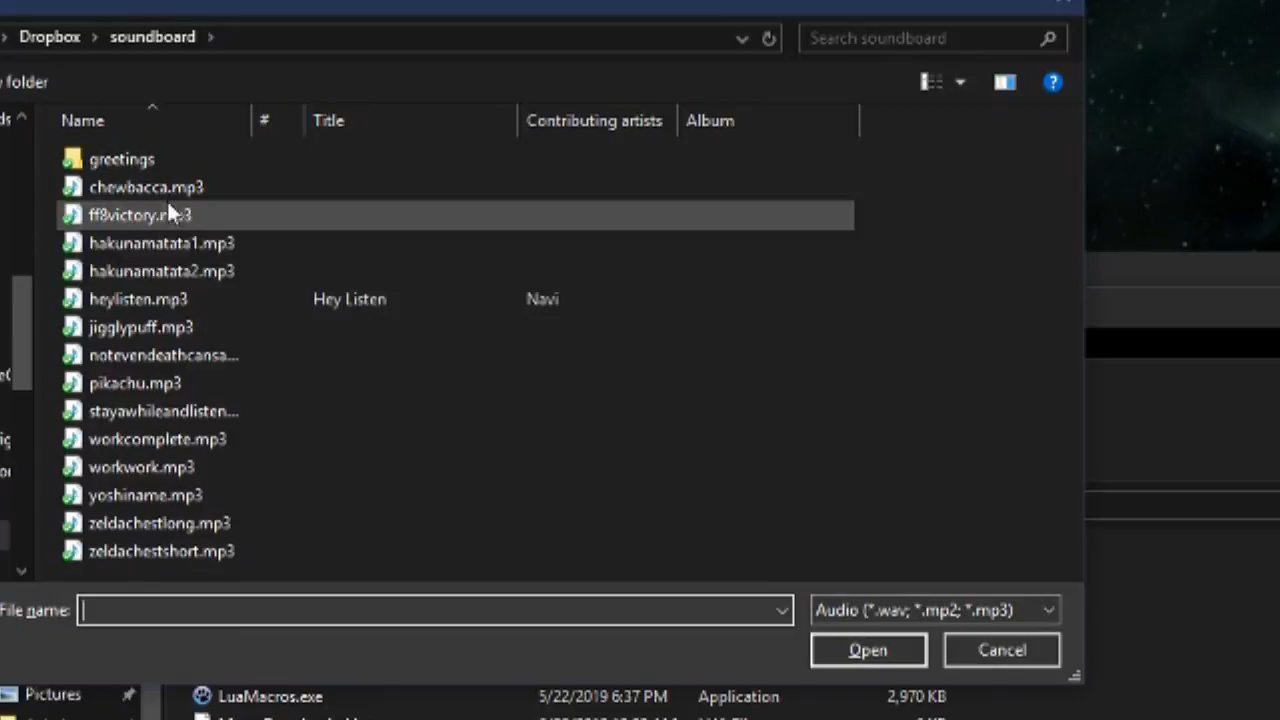 Dropbox > soundboard >
Search soundboard
folder
Name # Title Contributing artists Album
greetings
chewbacca.mp3
ff8victory.mp3
hakunamatata1.mp3
hakunamatata2.mp3
heylisten.mp3 Hey Listen Navi
jigglypuff.mp3
notevendeathcansa...
pikachu.mp3
stayawhileandlisten...
workcomplete.mp3
workwork.mp3
yoshiname.mp3
zeldachestlong.mp3
zeldachestshort.mp3
File name: Audio (*.wav; *.mp2; *.mp3)
Open Cancel
Pictures LuaMacros.exe 5/22/2019 6:37 PM Application 2,970 KB